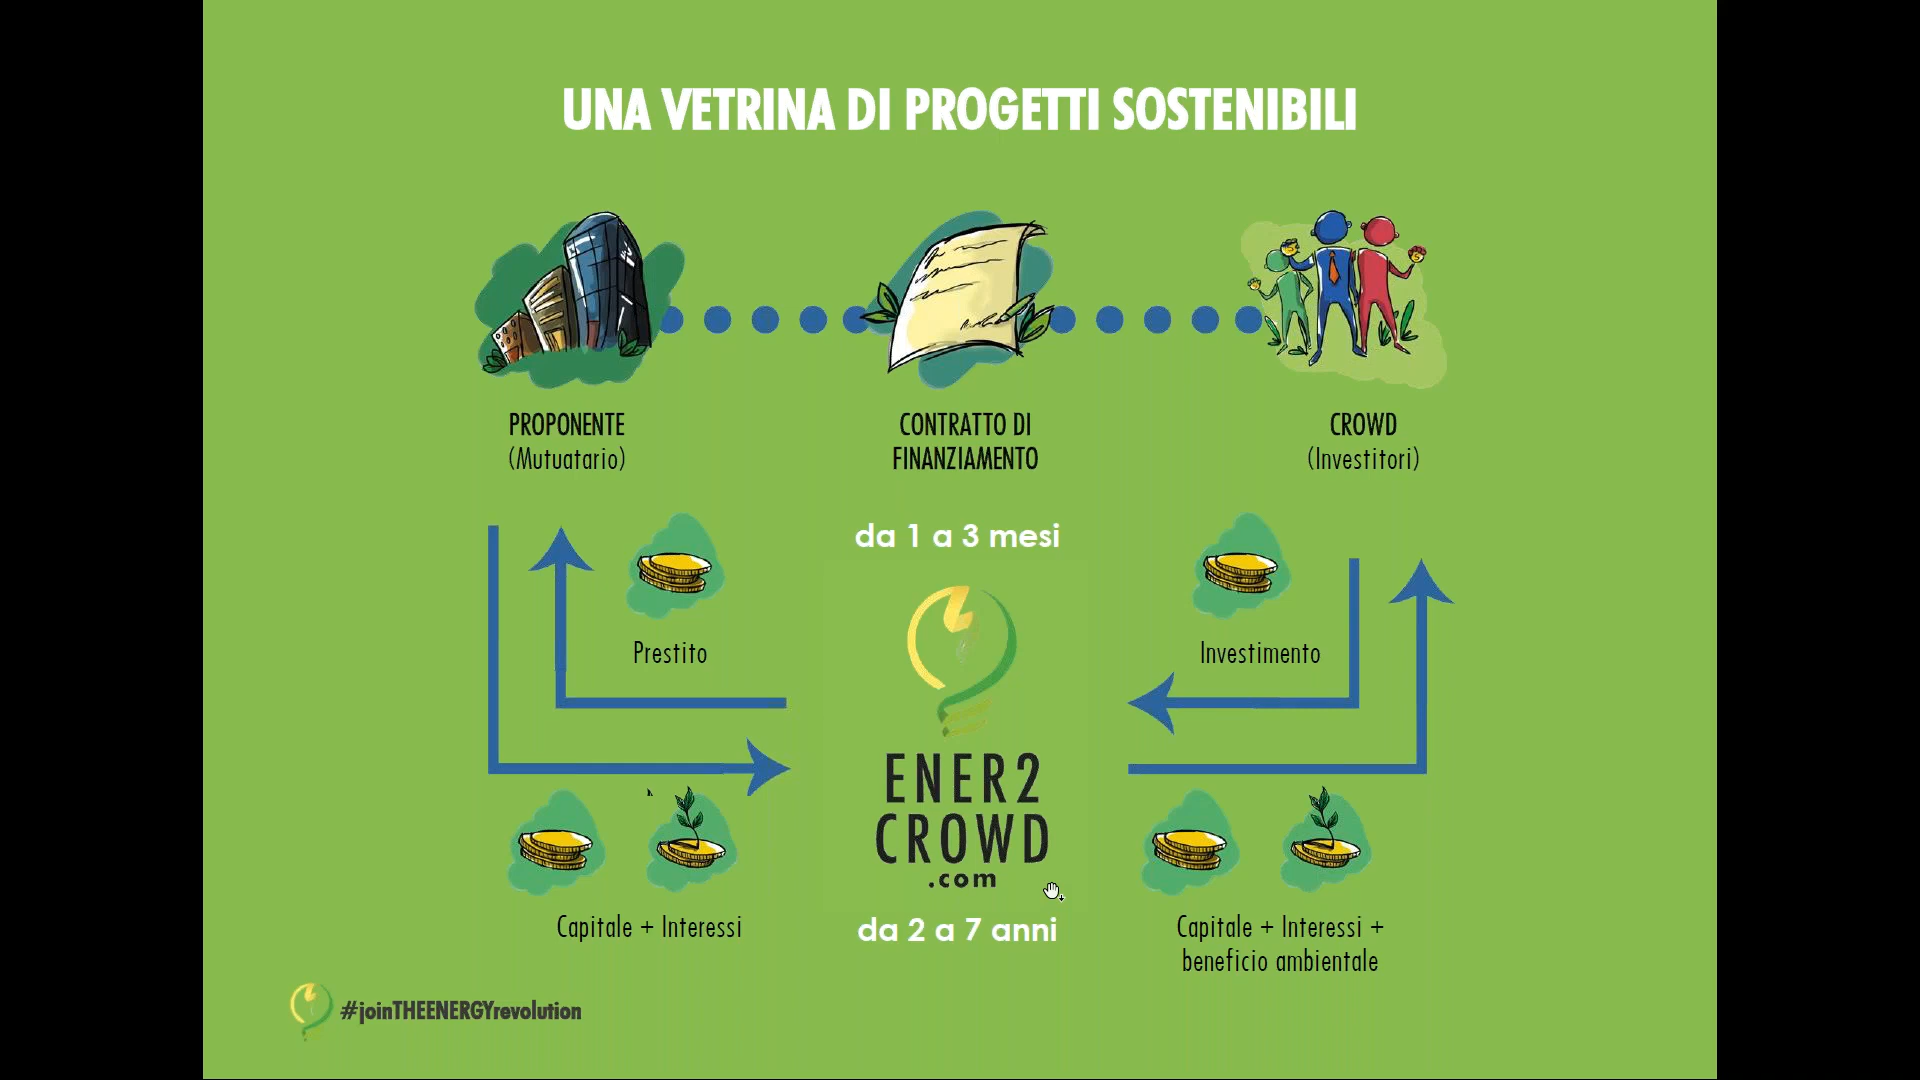 UNA VETRINA DI PROGETTI SOSTENIBILI
PROPONENTE
(Mutuatario)
CONTRATTO DI
FINANZIAMENTO
CROWD
(Investitori)
da 1 a 3 mesi
Prestito
Investimento
ENER2
CROWD
.com
Capitale + Interessi
da 2 a 7 anni
Capitale + Interessi +
beneficio ambientale
#joinTHEENERGYrevolution